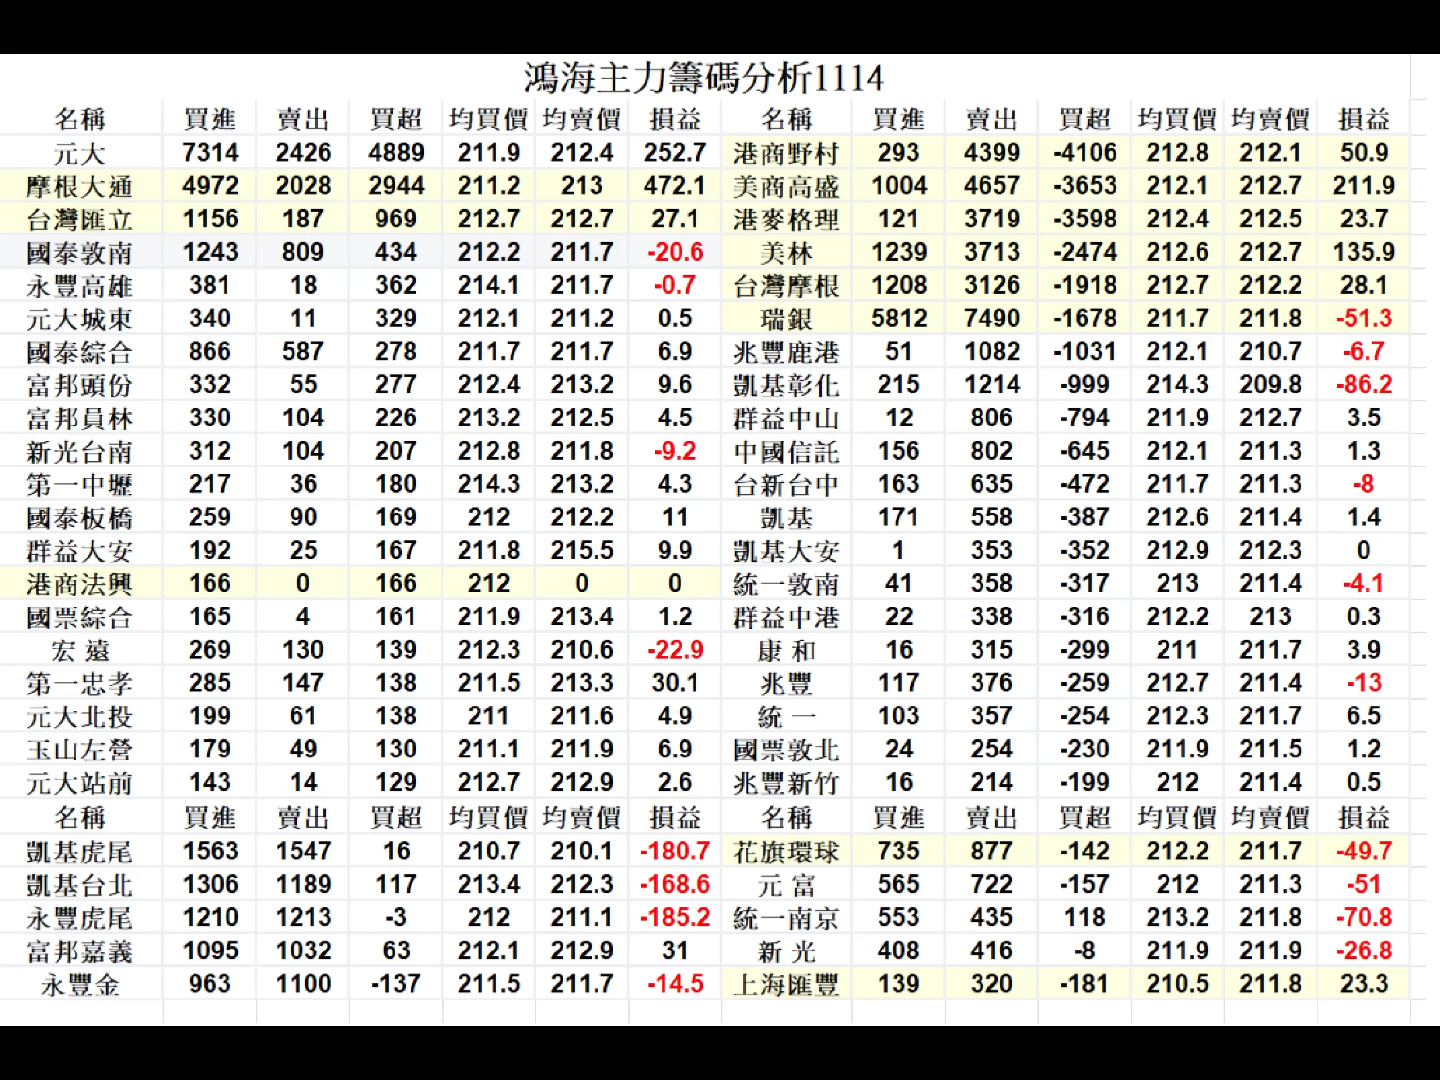 鴻海主力籌碼分析1114
名稱 買進 賣出 買超 均買價 均賣價 損益 名稱 買進 賣出 買超 均買價 均賣價 損益
元大 7314 2426 4889 211.9 212.4 252.7 港商野村 293 4399 -4106 212.8 212.1 50.9
摩根大通 4972 2028 2944 211.2 213 472.1 美商高盛 1004 4657 -3653 212.1 212.7 211.9
台灣匯立 1156 187 969 212.7 212.7 27.1 港麥格理 121 3719 -3598 212.4 212.5 23.7
國泰敦南 1243 809 434 212.2 211.7 -20.6 美林 1239 3713 -2474 212.6 212.7 135.9
永豐高雄 381 18 362 214.1 211.7 -0.7 台灣摩根 1208 3126 -1918 212.7 212.2 28.1
元大城東 340 11 329 212.1 211.2 0.5 瑞銀 5812 7490 -1678 211.7 211.8 -51.3
國泰綜合 866 587 278 211.7 211.7 6.9 兆豐鹿港 51 1082 -1031 212.1 210.7 -6.7
富邦頭份 332 55 277 212.4 213.2 9.6 凱基彰化 215 1214 -999 214.3 209.8 -86.2
富邦員林 330 104 226 213.2 212.5 4.5 群益中山 12 806 -794 211.9 212.7 3.5
新光台南 312 104 207 212.8 211.8 -9.2 中國信託 156 802 -645 212.1 211.3 1.3
第一中壢 217 36 180 214.3 213.2 4.3 台新台中 163 635 -472 211.7 211.3 -8
國泰板橋 259 90 169 212 212.2 11 凱基 171 558 -387 212.6 211.4 1.4
群益大安 192 25 167 211.8 215.5 9.9 凱基大安 1 353 -352 212.9 212.3 0
港商法興 166 0 166 212 0 0 統一敦南 41 358 -317 213 211.4 -4.1
國票綜合 165 4 161 211.9 213.4 1.2 群益中港 22 338 -316 212.2 213 0.3
宏 遠 269 130 139 212.3 210.6 -22.9 康 和 16 315 -299 211 211.7 3.9
第一忠孝 285 147 138 211.5 213.3 30.1 兆豐 117 376 -259 212.7 211.4 -13
元大北投 199 61 138 211 211.6 4.9 統 一 103 357 -254 212.3 211.7 6.5
玉山左營 179 49 130 211.1 211.9 6.9 國票敦北 24 254 -230 211.9 211.5 1.2
元大站前 143 14 129 212.7 212.9 2.6 兆豐新竹 16 214 -199 212 211.4 0.5
名稱 買進 賣出 買超 均買價 均賣價 損益 名稱 買進 賣出 買超 均買價 均賣價 損益
凱基虎尾 1563 1547 16 210.7 210.1 -180.7 花旗環球 735 877 -142 212.2 211.7 -49.7
凱基台北 1306 1189 117 213.4 212.3 -168.6 元 富 565 722 -157 212 211.3 -51
永豐虎尾 1210 1213 -3 212 211.1 -185.2 統一南京 553 435 118 213.2 211.8 -70.8
富邦嘉義 1095 1032 63 212.1 212.9 31 新 光 408 416 -8 211.9 211.9 -26.8
永豐金 963 1100 -137 211.5 211.7 -14.5 上海匯豐 139 320 -181 210.5 211.8 23.3